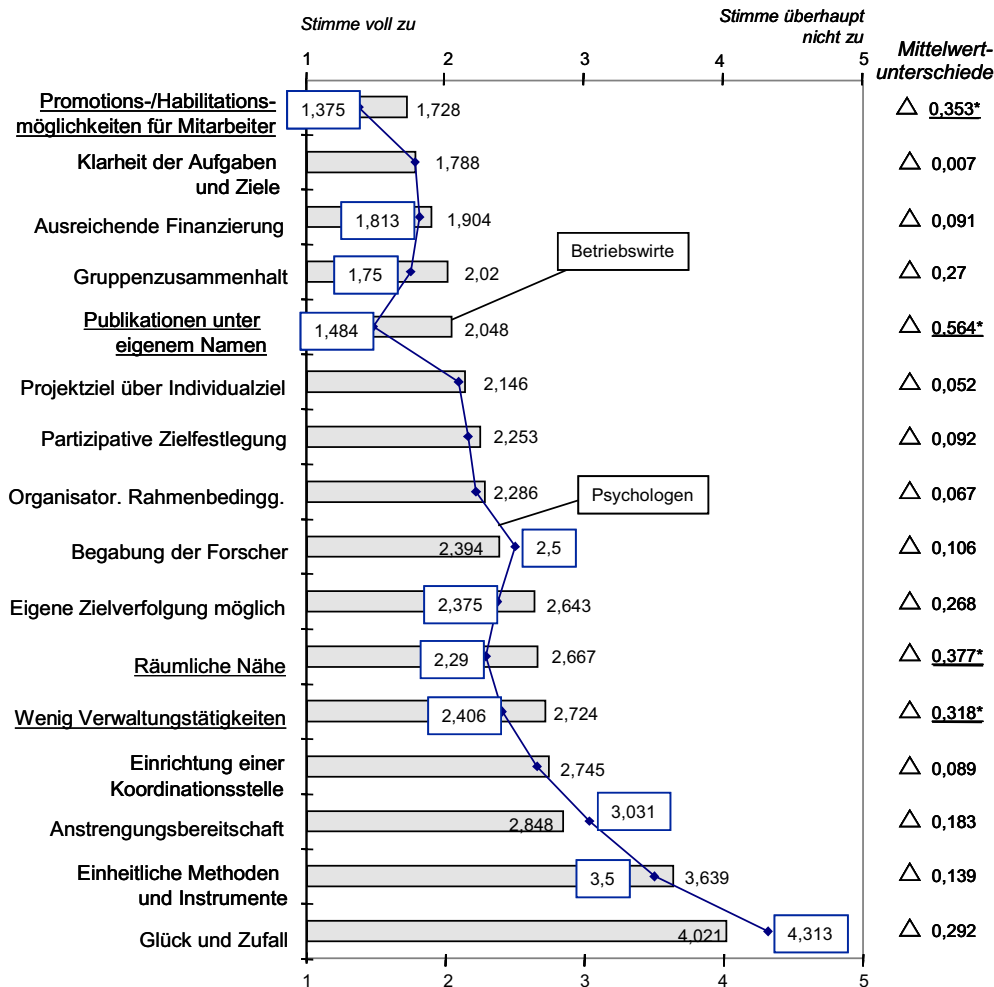 Stimme voll zu
Stimme überhaupt
nicht zu
Mittelwert-
unterschiede
1 2 3 4 5
Promotions-/Habilitations-
möglichkeiten für Mitarbeiter
1,375 1,728 △ 0,353*
Klarheit der Aufgaben
und Ziele
1,788 △ 0,007
Ausreichende Finanzierung 1,813 1,904 △ 0,091
Betriebswirte
Gruppenzusammenhalt 1,75 2,02 △ 0,27
Publikationen unter
eigenem Namen
1,484 2,048 △ 0,564*
Projektziel über Individualziel 2,146 △ 0,052
Partizipative Zielfestlegung 2,253 △ 0,092
Organisator. Rahmenbedingg. 2,286 △ 0,067
Psychologen
Begabung der Forscher 2,394 2,5 △ 0,106
Eigene Zielverfolgung möglich 2,375 2,643 △ 0,268
Räumliche Nähe 2,29 2,667 △ 0,377*
Wenig Verwaltungstätigkeiten 2,406 2,724 △ 0,318*
Einrichtung einer
Koordinationsstelle
2,745 △ 0,089
Anstrengungsbereitschaft 2,848 3,031 △ 0,183
Einheitliche Methoden
und Instrumente
3,5 3,639 △ 0,139
Glück und Zufall 4,021 4,313 △ 0,292
1 2 3 4 5